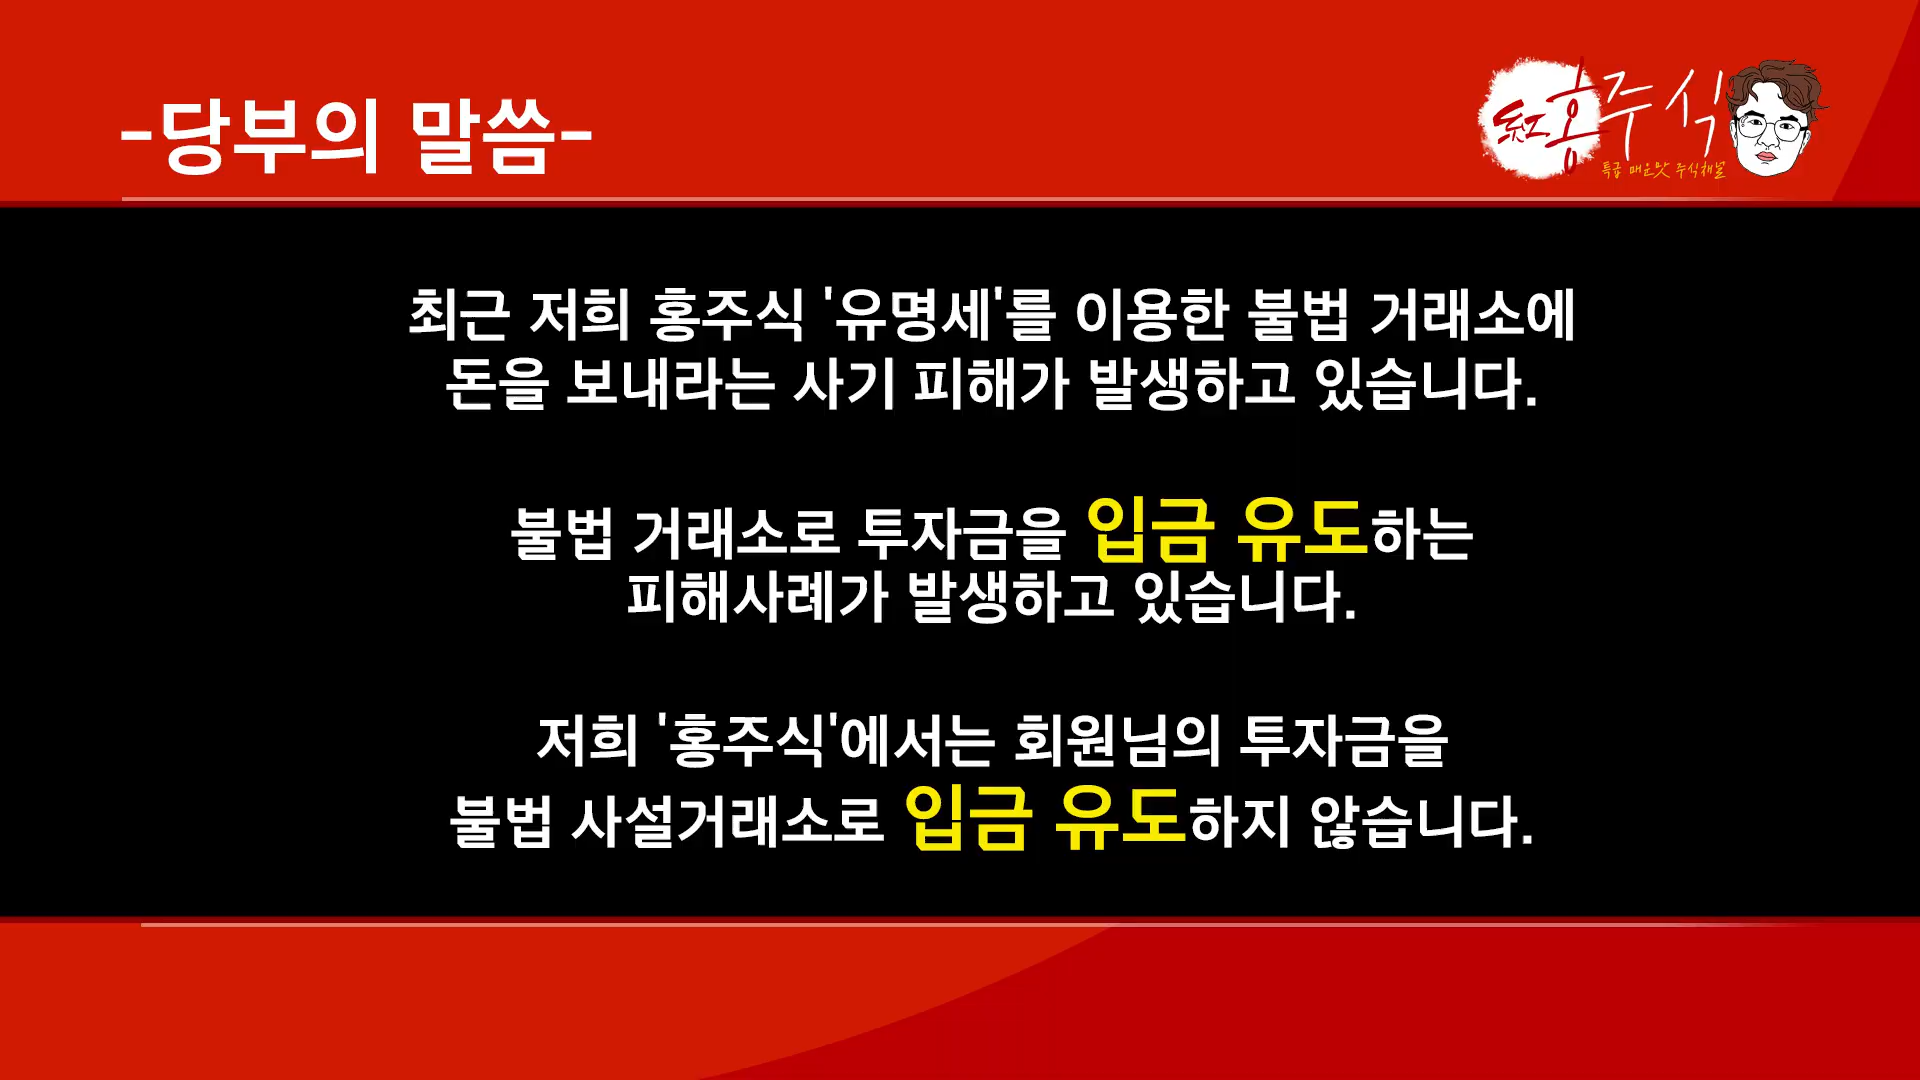 -당부의 말씀-
紅홍주식
특급 매운맛 주식채널
최근 저희 홍주식 '유명세'를 이용한 불법 거래소에
돈을 보내라는 사기 피해가 발생하고 있습니다.
불법 거래소로 투자금을 입금 유도하는
피해사례가 발생하고 있습니다.
저희 '홍주식'에서는 회원님의 투자금을
불법 사설거래소로 입금 유도하지 않습니다.